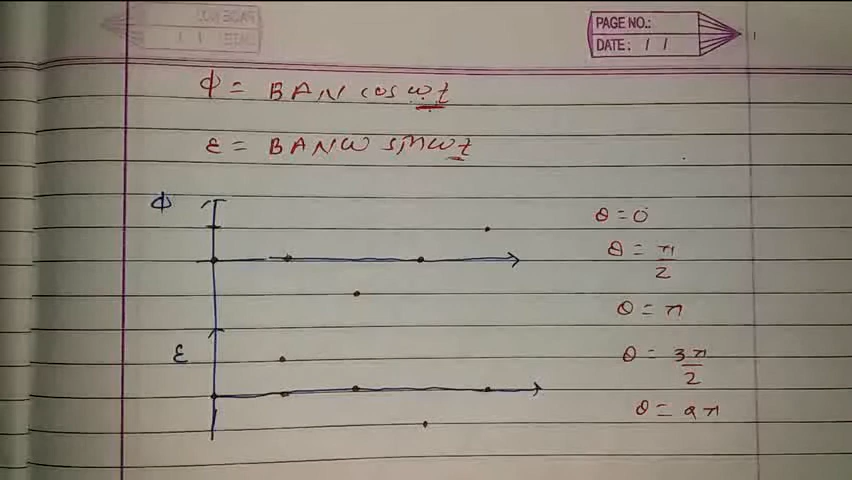 PAGE NO.:
DATE: / /
Φ = BAN cos ωt
ε = BANω sin ωt
Φ
θ = 0
θ = π/2
θ = π
ε
θ = 3π/2
θ = 2π